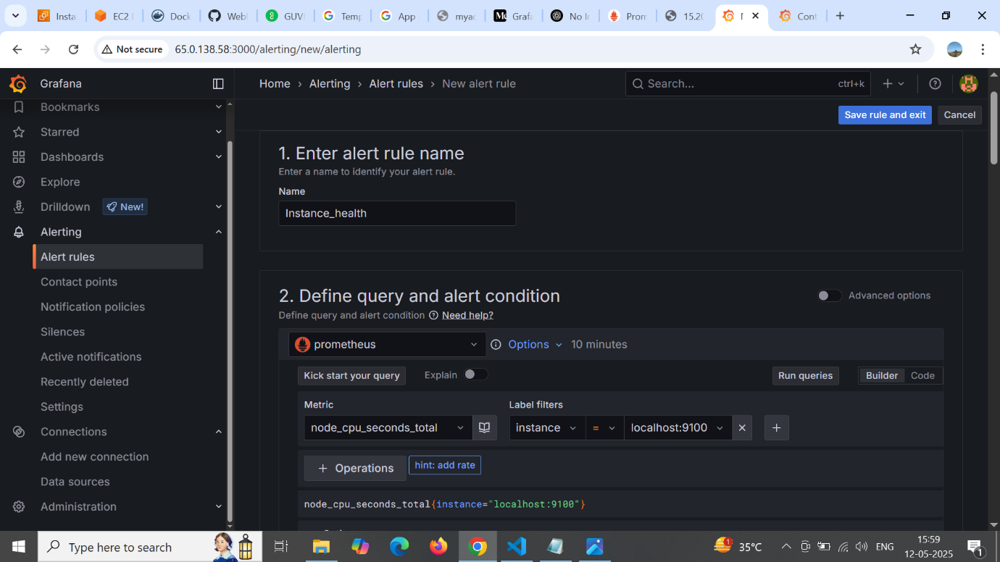 Insta
EC2
Dock
Webl
GUV
Temp
App
myac
Grafa
No I
Prom
15.20
Cont
Not secure
65.0.138.58:3000/alerting/new/alerting
Grafana
Home › Alerting › Alert rules › New alert rule
Search... ctrl+k
Save rule and exit
Cancel
Bookmarks
Starred
Dashboards
Explore
Drilldown New!
Alerting
Alert rules
Contact points
Notification policies
Silences
Active notifications
Recently deleted
Settings
Connections
Add new connection
Data sources
Administration
1. Enter alert rule name
Enter a name to identify your alert rule.
Name
Instance_health
2. Define query and alert condition
Advanced options
Define query and alert condition Need help?
prometheus Options 10 minutes
Kick start your query Explain Run queries Builder Code
Metric Label filters
node_cpu_seconds_total instance = localhost:9100
+ Operations hint: add rate
node_cpu_seconds_total{instance="localhost:9100"}
Type here to search
1
35°C
ENG
15:59
12-05-2025
1